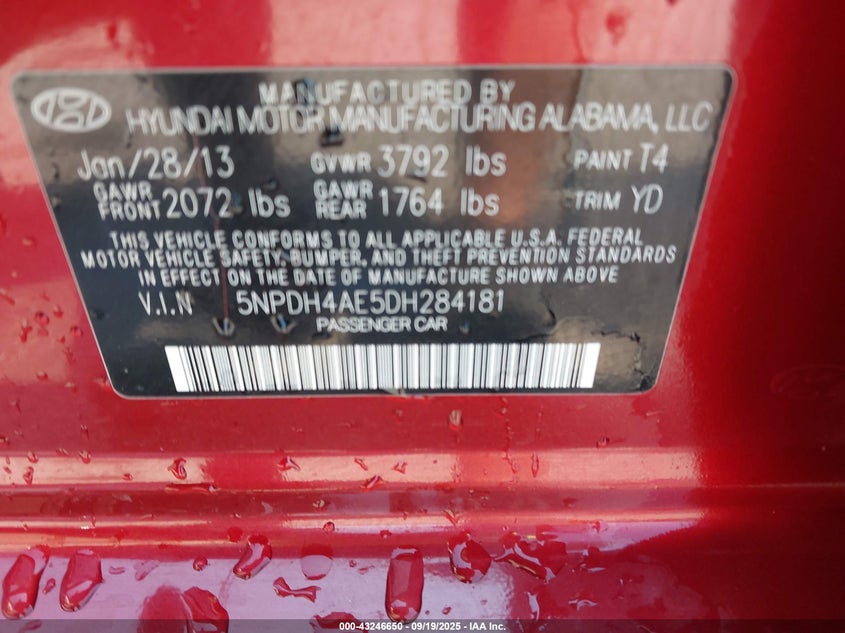 MANUFACTURED BY
HYUNDAI MOTOR MANUFACTURING ALABAMA, LLC
Jan/28/13 GVWR 3792 lbs PAINT T4
GAWR FRONT 2072 lbs GAWR REAR 1764 lbs TRIM YD
THIS VEHICLE CONFORMS TO ALL APPLICABLE U.S.A. FEDERAL
MOTOR VEHICLE SAFETY, BUMPER, AND THEFT PREVENTION STANDARDS
IN EFFECT ON THE DATE OF MANUFACTURE SHOWN ABOVE
V.I.N 5NPDH4AE5DH284181
PASSENGER CAR
000-43246650 - 09/19/2025 - IAA Inc.